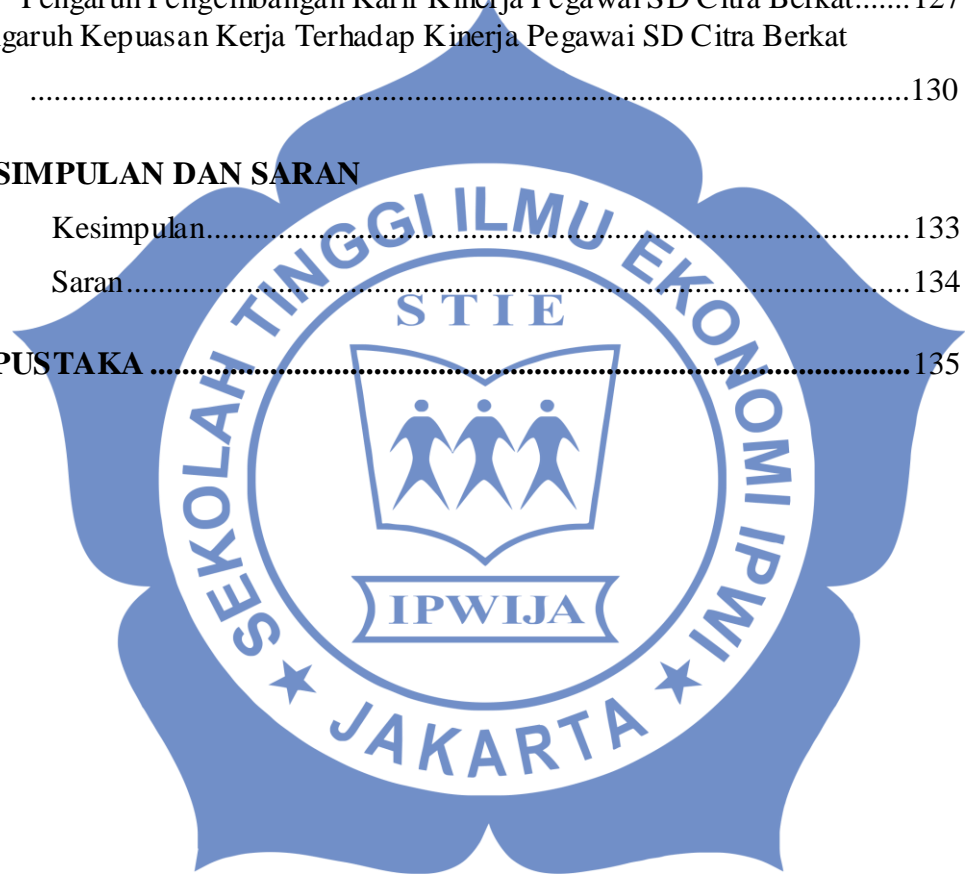 Pengaruh Pengembangan Karir Kinerja Pegawai SD Citra Berkat.......127
ngaruh Kepuasan Kerja Terhadap Kinerja Pegawai SD Citra Berkat
.......................................................................................................130
SIMPULAN DAN SARAN
Kesimpulan...................................................................................133
Saran.............................................................................................134
PUSTAKA .........................................................................................135
SEKOLAH TINGGI ILMU EKONOMI IPWI
STIE
IPWIJA
★ JAKARTA ★